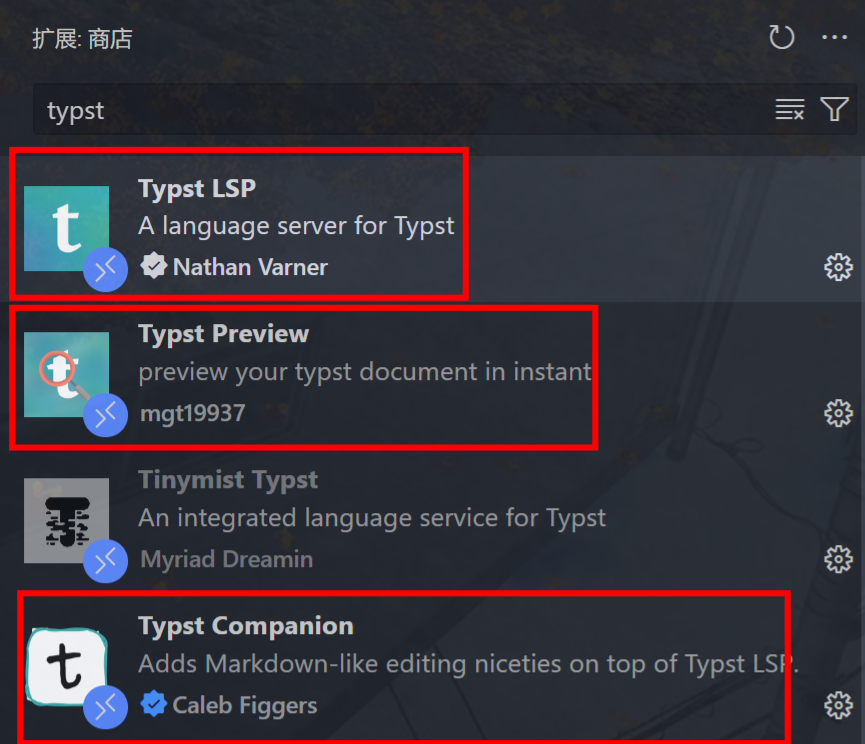 扩展: 商店
typst
Typst LSP
A language server for Typst
Nathan Varner
Typst Preview
preview your typst document in instant
mgt19937
Tinymist Typst
An integrated language service for Typst
Myriad Dreamin
Typst Companion
Adds Markdown-like editing niceties on top of Typst LSP.
Caleb Figgers